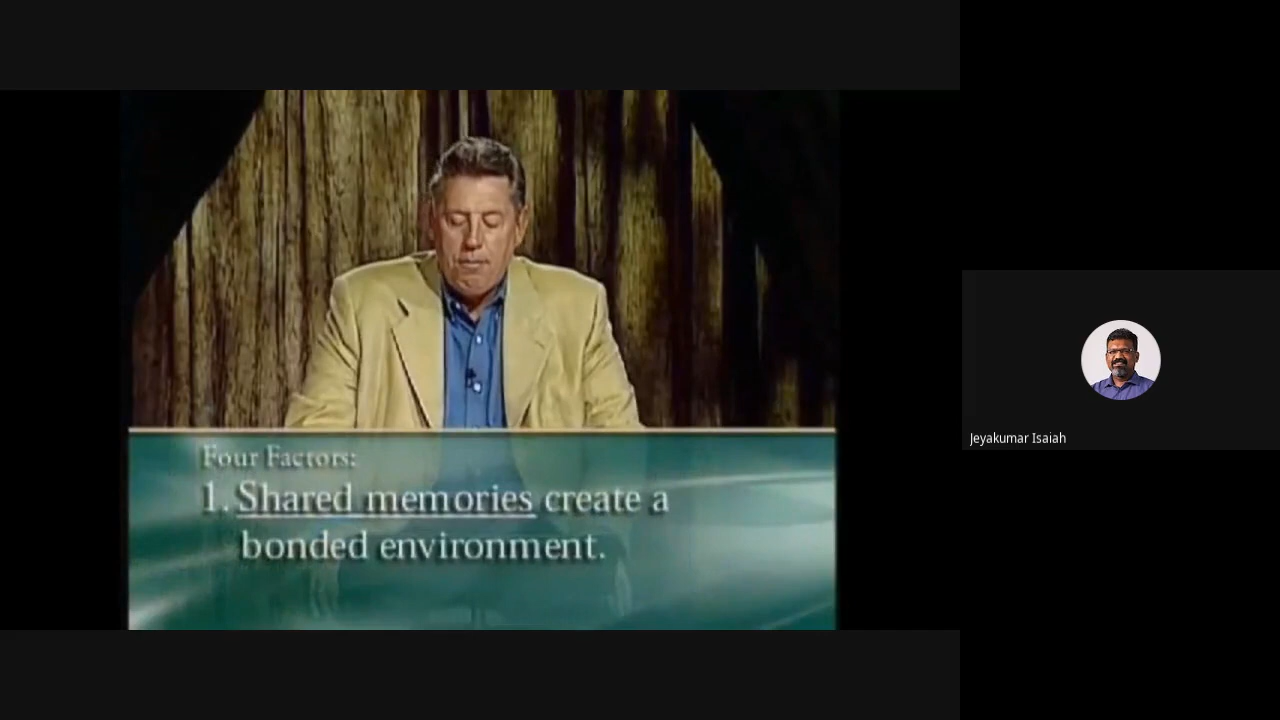 Four Factors:
1. Shared memories create a
bonded environment.
Jeyakumar Isaiah